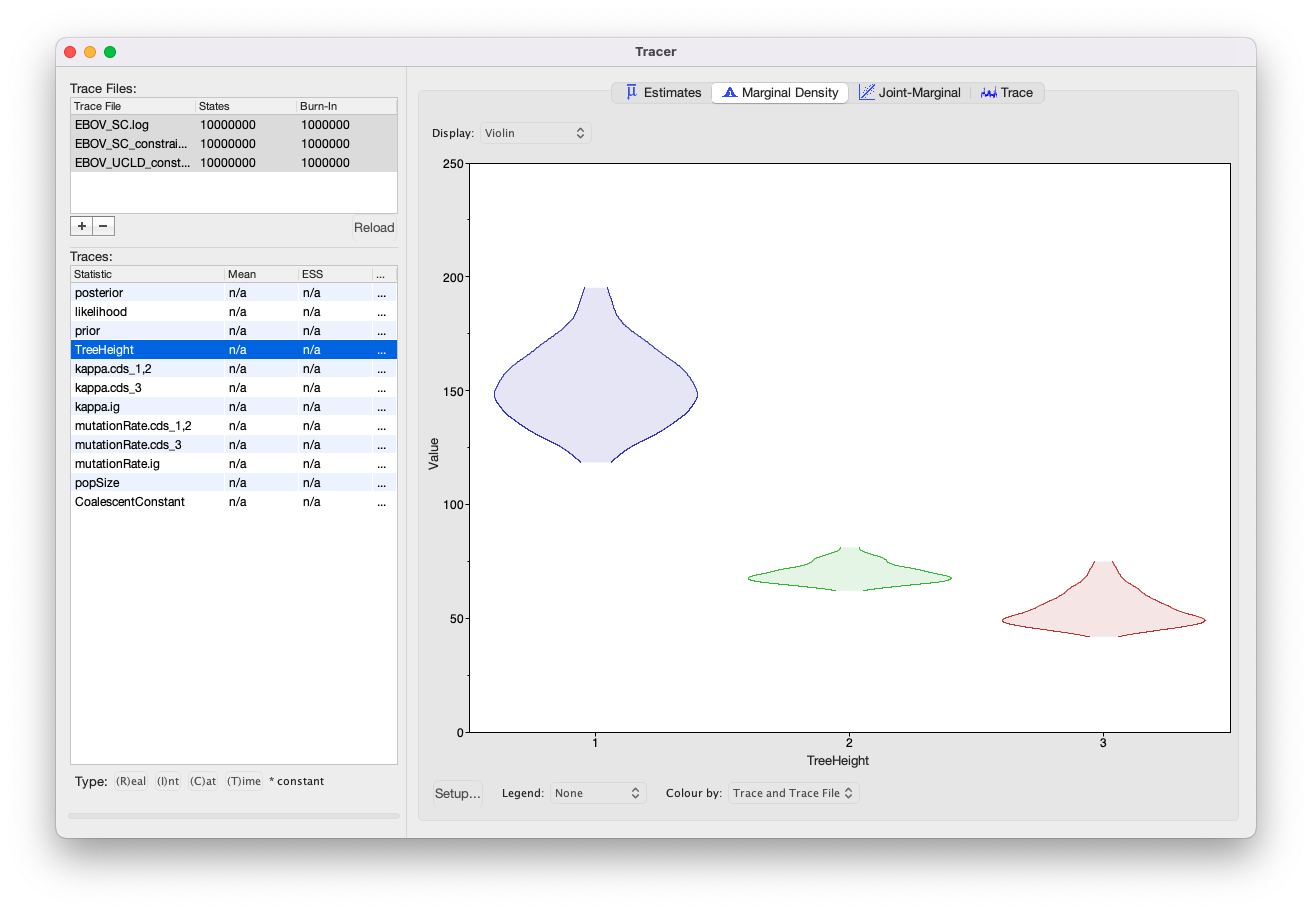 Tracer
Trace Files:
Trace File States Burn-In
EBOV_SC.log 10000000 1000000
EBOV_SC_constrai... 10000000 1000000
EBOV_UCLD_const... 10000000 1000000
+ −
Reload
Traces:
Statistic Mean ESS ...
posterior n/a n/a ...
likelihood n/a n/a ...
prior n/a n/a ...
TreeHeight n/a n/a ...
kappa.cds_1,2 n/a n/a ...
kappa.cds_3 n/a n/a ...
kappa.ig n/a n/a ...
mutationRate.cds_1,2 n/a n/a ...
mutationRate.cds_3 n/a n/a ...
mutationRate.ig n/a n/a ...
popSize n/a n/a ...
CoalescentConstant n/a n/a ...
Type: (R)eal (I)nt (C)at (T)ime * constant
μ Estimates Marginal Density Joint-Marginal Trace
Display: Violin
250
200
150
100
50
0
Value
1 2 3
TreeHeight
Setup... Legend: None Colour by: Trace and Trace File